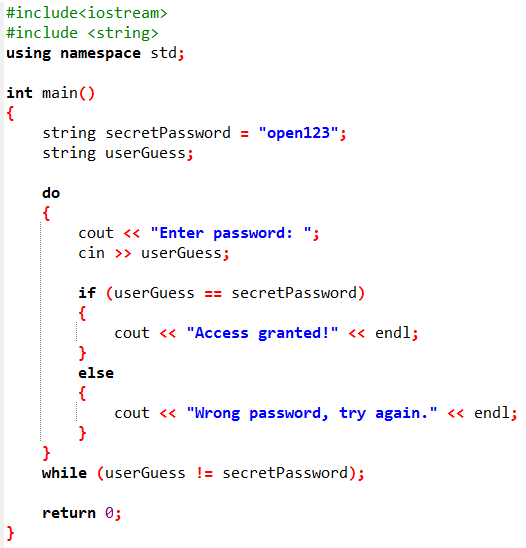 #include<iostream>
#include <string>
using namespace std;

int main()
{
    string secretPassword = "open123";
    string userGuess;

    do
    {
        cout << "Enter password: ";
        cin >> userGuess;

        if (userGuess == secretPassword)
        {
            cout << "Access granted!" << endl;
        }
        else
        {
            cout << "Wrong password, try again." << endl;
        }
    }
    while (userGuess != secretPassword);

    return 0;
}